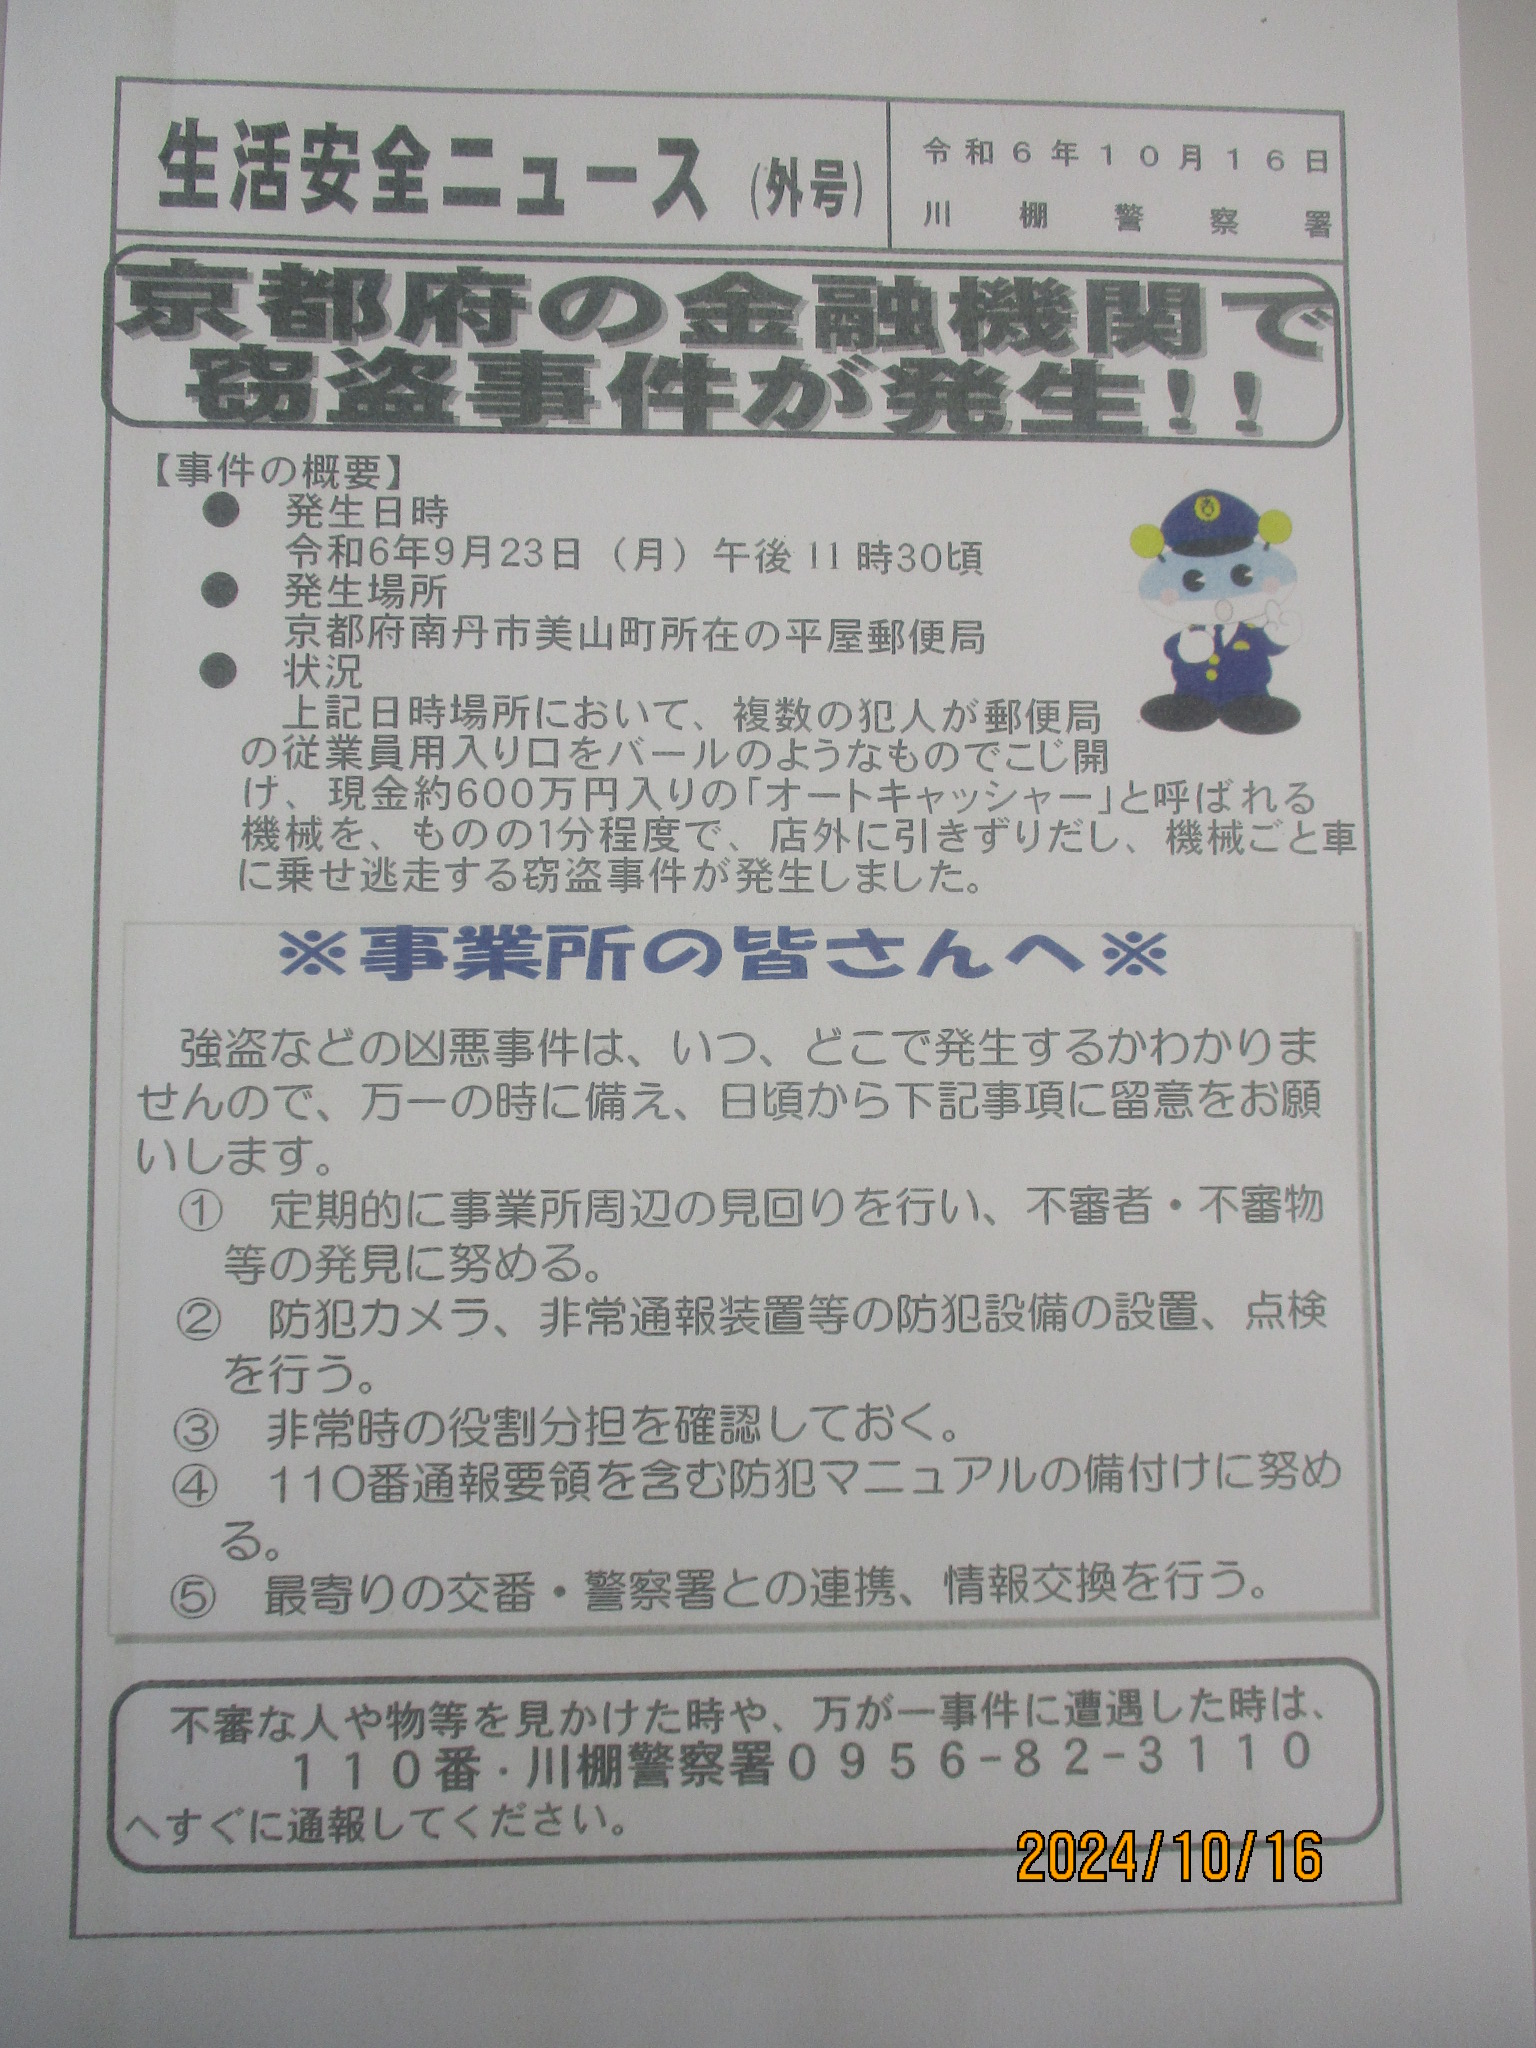 生活安全ニュース (外号)
令和6年10月16日
川棚警察署
京都府の金融機関で
窃盗事件が発生!!
【事件の概要】
● 発生日時
令和6年9月23日（月）午後11時30頃
● 発生場所
京都府南丹市美山町所在の平屋郵便局
● 状況
上記日時場所において、複数の犯人が郵便局
の従業員用入り口をバールのようなものでこじ開
け、現金約600万円入りの「オートキャッシャー」と呼ばれる
機械を、ものの1分程度で、店外に引きずりだし、機械ごと車
に乗せ逃走する窃盗事件が発生しました。
※事業所の皆さんへ※
強盗などの凶悪事件は、いつ、どこで発生するかわかりま
せんので、万一の時に備え、日頃から下記事項に留意をお願
いします。
① 定期的に事業所周辺の見回りを行い、不審者・不審物
等の発見に努める。
② 防犯カメラ、非常通報装置等の防犯設備の設置、点検
を行う。
③ 非常時の役割分担を確認しておく。
④ 110番通報要領を含む防犯マニュアルの備付けに努め
る。
⑤ 最寄りの交番・警察署との連携、情報交換を行う。
不審な人や物等を見かけた時や、万が一事件に遭遇した時は、
110番・川棚警察署0956-82-3110
へすぐに通報してください。
2024/10/16